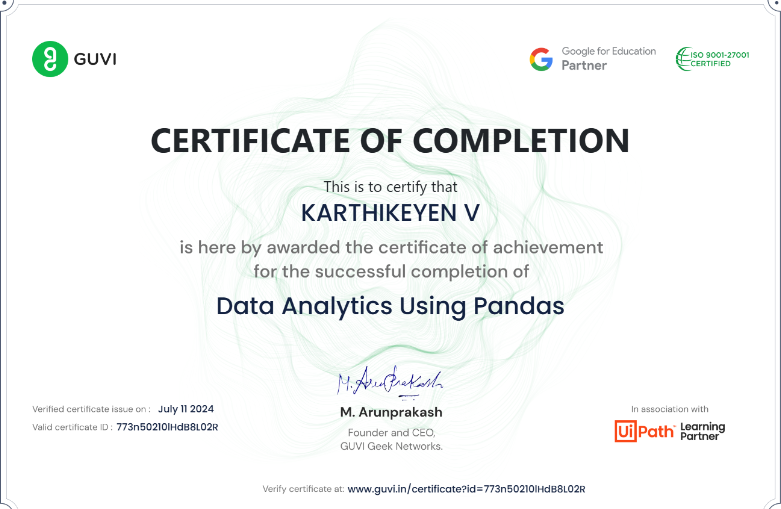 GUVI
Google for Education
Partner
ISO 9001-27001
CERTIFIED
CERTIFICATE OF COMPLETION
This is to certify that
KARTHIKEYEN V
is here by awarded the certificate of achievement
for the successful completion of
Data Analytics Using Pandas
M. Arunprakash
M. Arunprakash
Founder and CEO,
GUVI Geek Networks.
Verified certificate issue on : July 11 2024
Valid certificate ID : 773n50210lHdB8L02R
In association with
UiPath Learning
Partner
Verify certificate at: www.guvi.in/certificate?id=773n50210lHdB8L02R